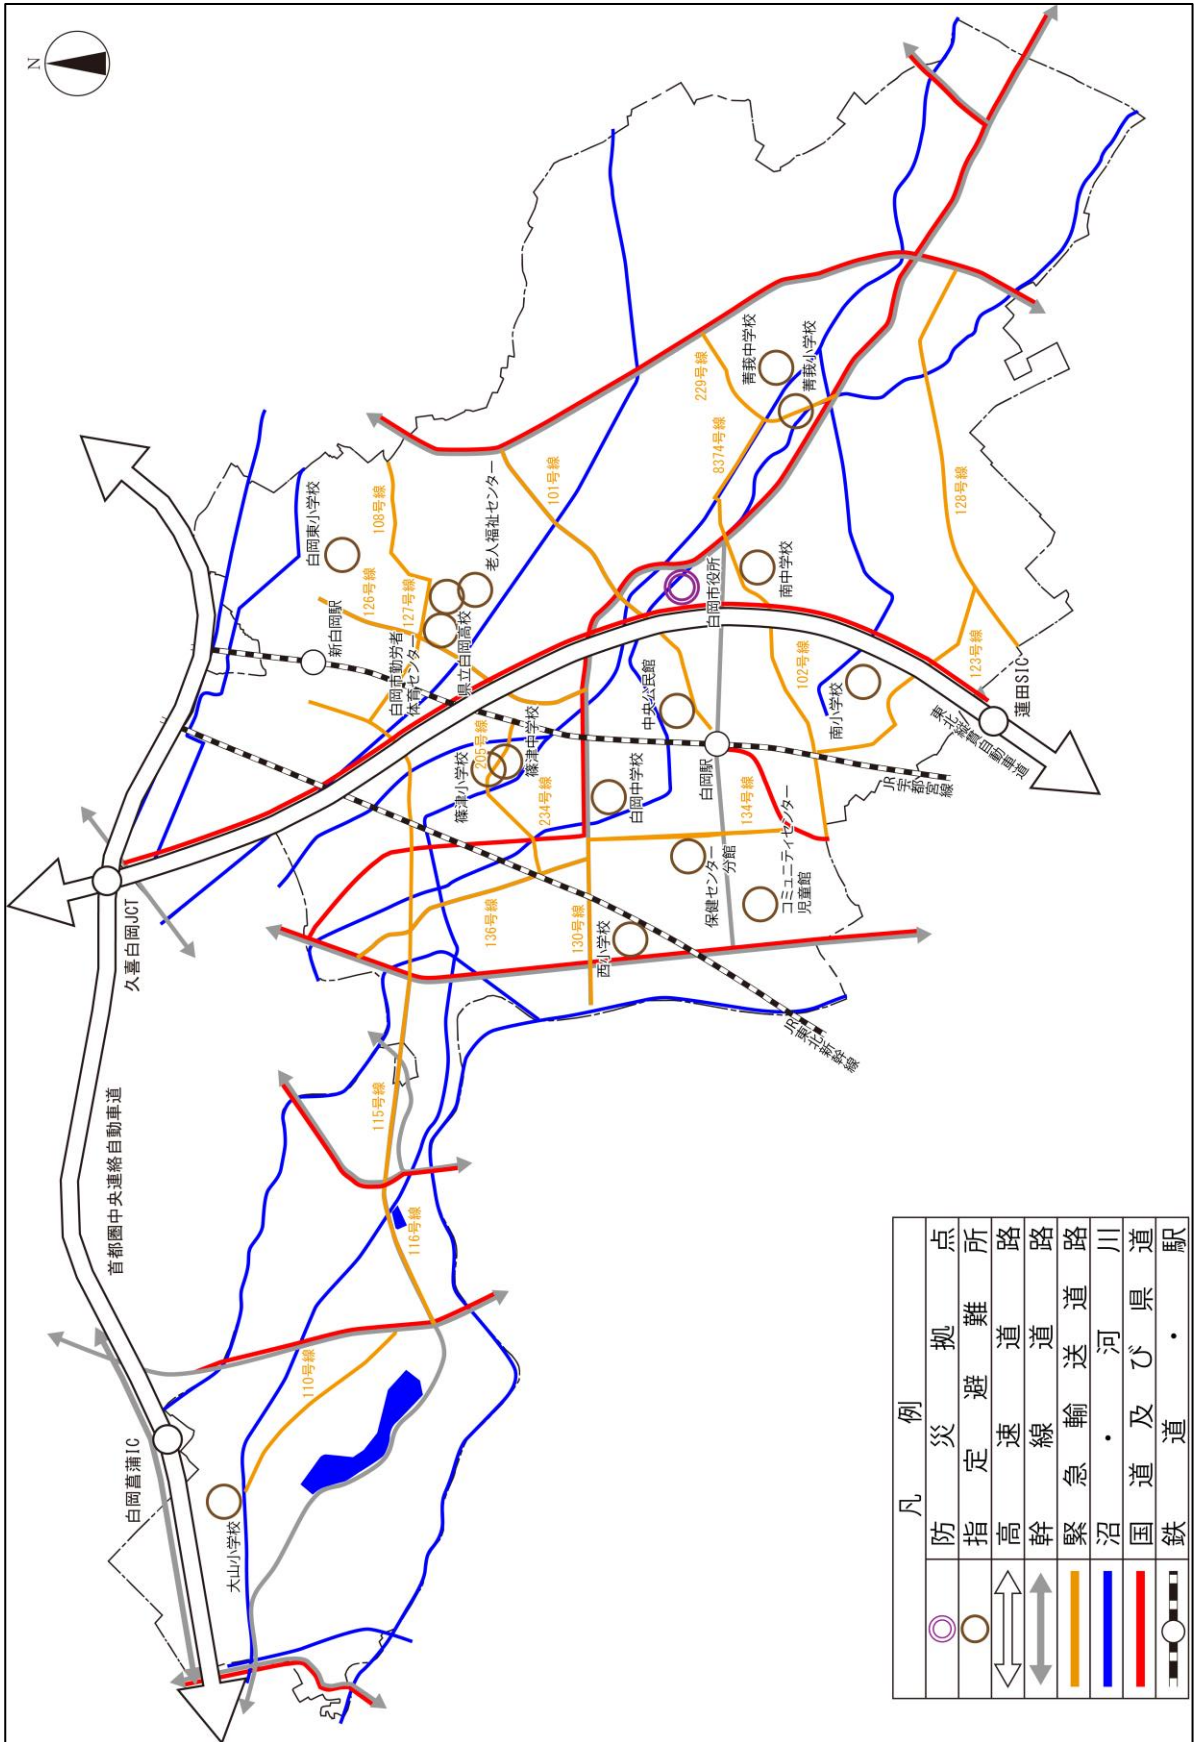 N
首都圏中央連絡自動車道
白岡菖蒲IC
久喜白岡JCT
大山小学校
110号線
116号線
115号線
136号線
130号線
西小学校
JR東北新幹線
234号線
205号線
篠津小学校
篠津中学校
白岡中学校
保健センター
分館
コミュニティセンター
児童館
134号線
白岡駅
中央公民館
新白岡駅
白岡東小学校
108号線
126号線
127号線
白岡市勤労者
体育センター
県立白岡高校
老人福祉センター
101号線
白岡市役所
南中学校
102号線
南小学校
JR宇都宮線
東北縦貫自動車道
蓮田SIC
123号線
128号線
229号線
8374号線
菁莪中学校
菁莪小学校
凡例
防災拠点
指定避難所
高速道路
幹線道路
緊急輸送道路
沼・河川
国道及び県道
鉄道・駅